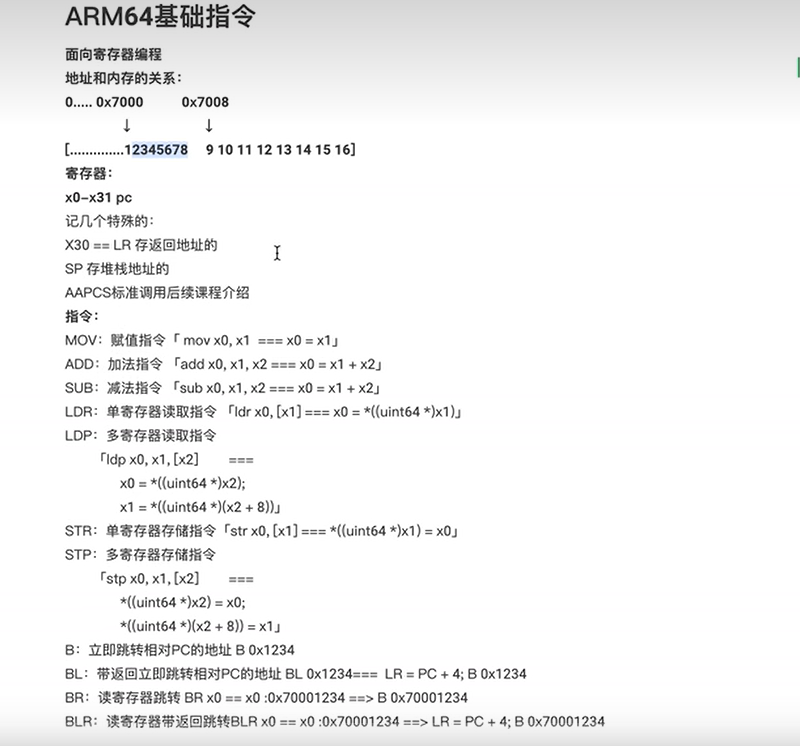 ARM64基础指令
面向寄存器编程
地址和内存的关系：
0..... 0x7000 0x7008
↓ ↓
[..............12345678 9 10 11 12 13 14 15 16]
寄存器：
x0-x31 pc
记几个特殊的：
X30 == LR 存返回地址的
SP 存堆栈地址的
AAPCS标准调用后续课程介绍
指令：
MOV：赋值指令「 mov x0, x1 === x0 = x1」
ADD：加法指令 「add x0, x1, x2 === x0 = x1 + x2」
SUB：减法指令 「sub x0, x1, x2 === x0 = x1 + x2」
LDR：单寄存器读取指令 「ldr x0, [x1] === x0 = *((uint64 *)x1)」
LDP：多寄存器读取指令
「ldp x0, x1, [x2] ===
x0 = *((uint64 *)x2);
x1 = *((uint64 *)(x2 + 8))」
STR：单寄存器存储指令「str x0, [x1] === *((uint64 *)x1) = x0」
STP：多寄存器存储指令
「stp x0, x1, [x2] ===
*((uint64 *)x2) = x0;
*((uint64 *)(x2 + 8)) = x1」
B：立即跳转相对PC的地址 B 0x1234
BL：带返回立即跳转相对PC的地址 BL 0x1234=== LR = PC + 4; B 0x1234
BR：读寄存器跳转 BR x0 == x0 :0x70001234 ==> B 0x70001234
BLR：读寄存器带返回跳转BLR x0 == x0 :0x70001234 ==> LR = PC + 4; B 0x70001234